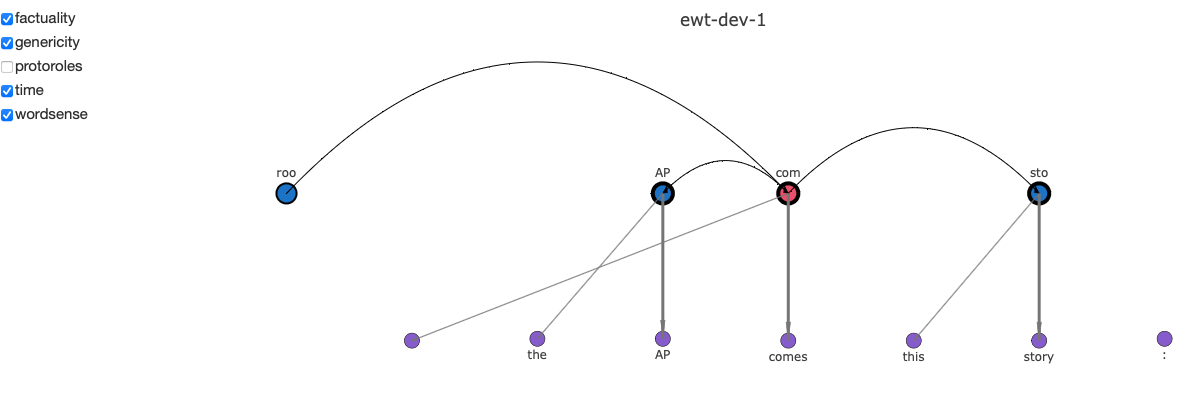 factuality
genericity
protoroles
time
wordsense
ewt-dev-1
roo AP com sto
the AP comes this story :